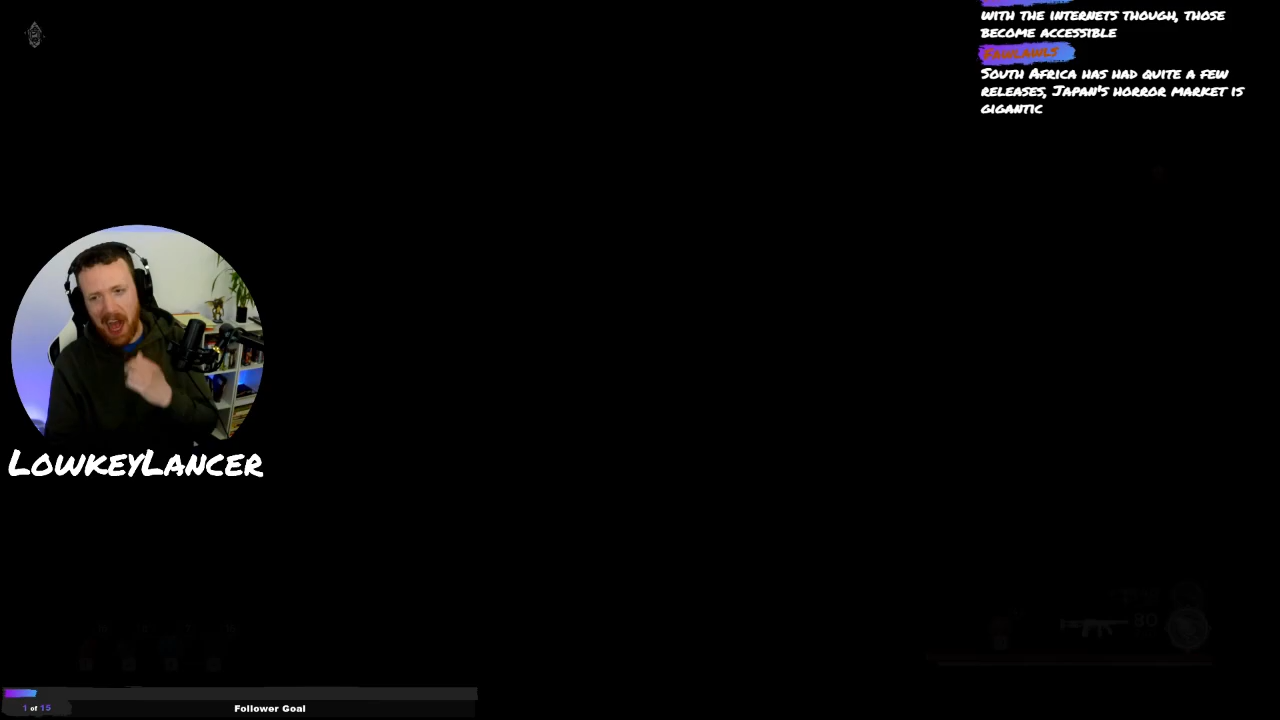 WITH THE INTERNETS THOUGH, THOSE
BECOME ACCESSIBLE
SOUTH AFRICA HAS HAD QUITE A FEW
RELEASES, JAPAN'S HORROR MARKET IS
GIGANTIC
LOWKEYLANCER
30
1 of 15
Follower Goal